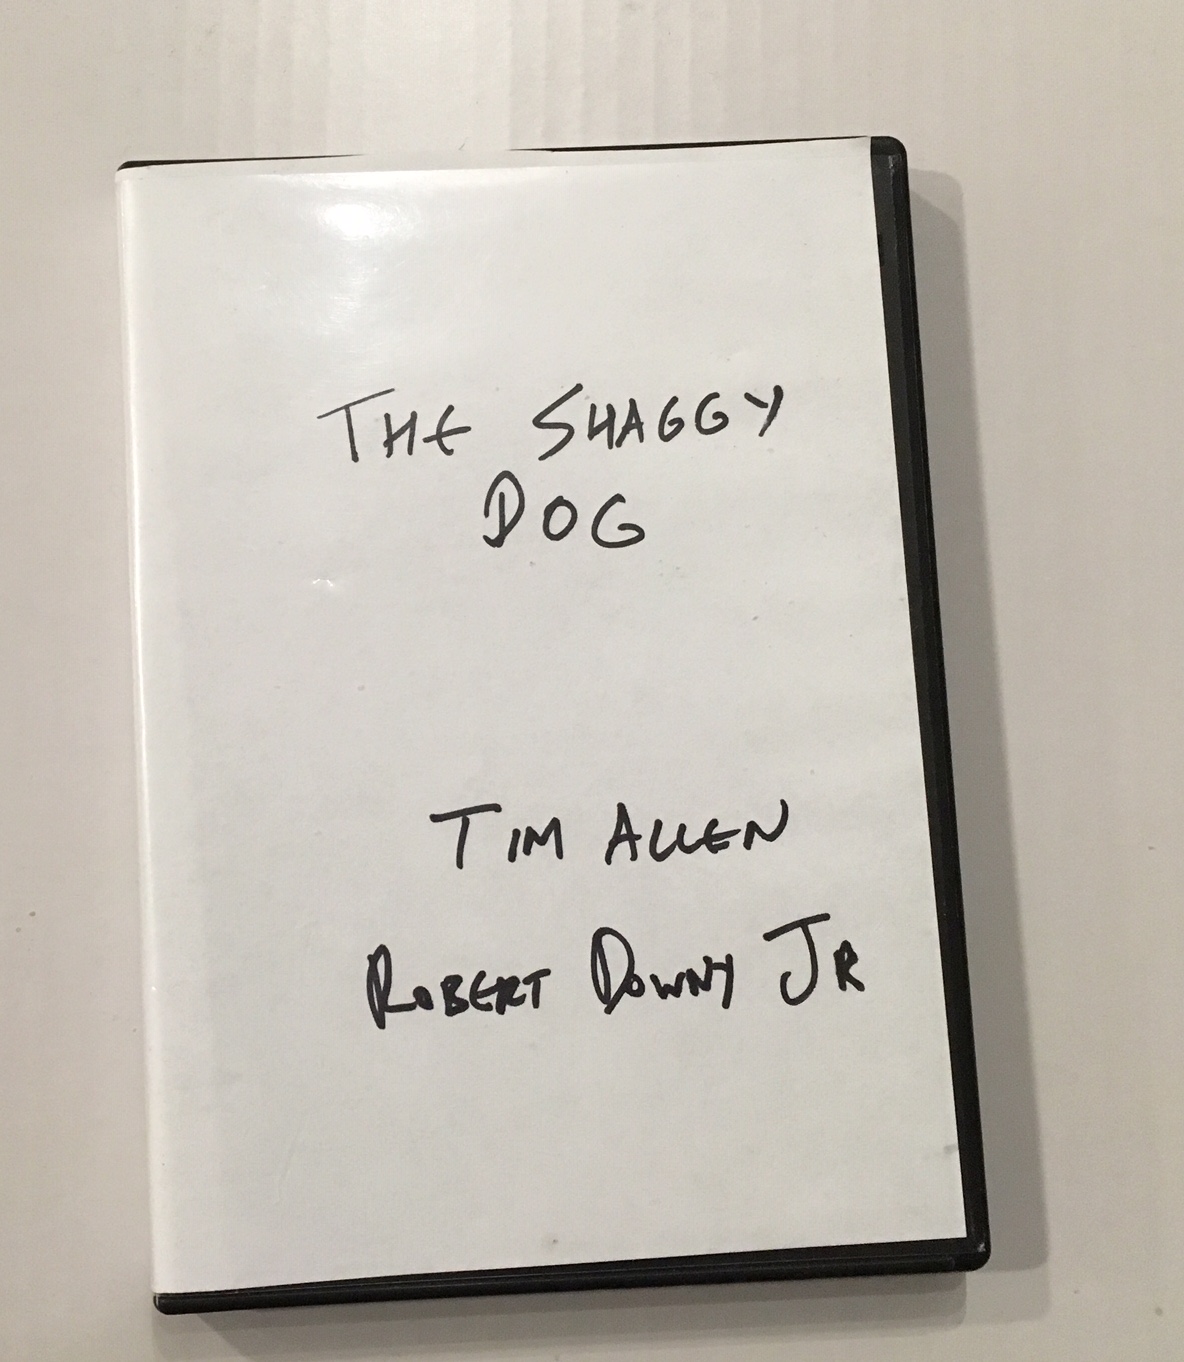 THE SHAGGY
DOG
TIM ALLEN
ROBERT DOWNY JR